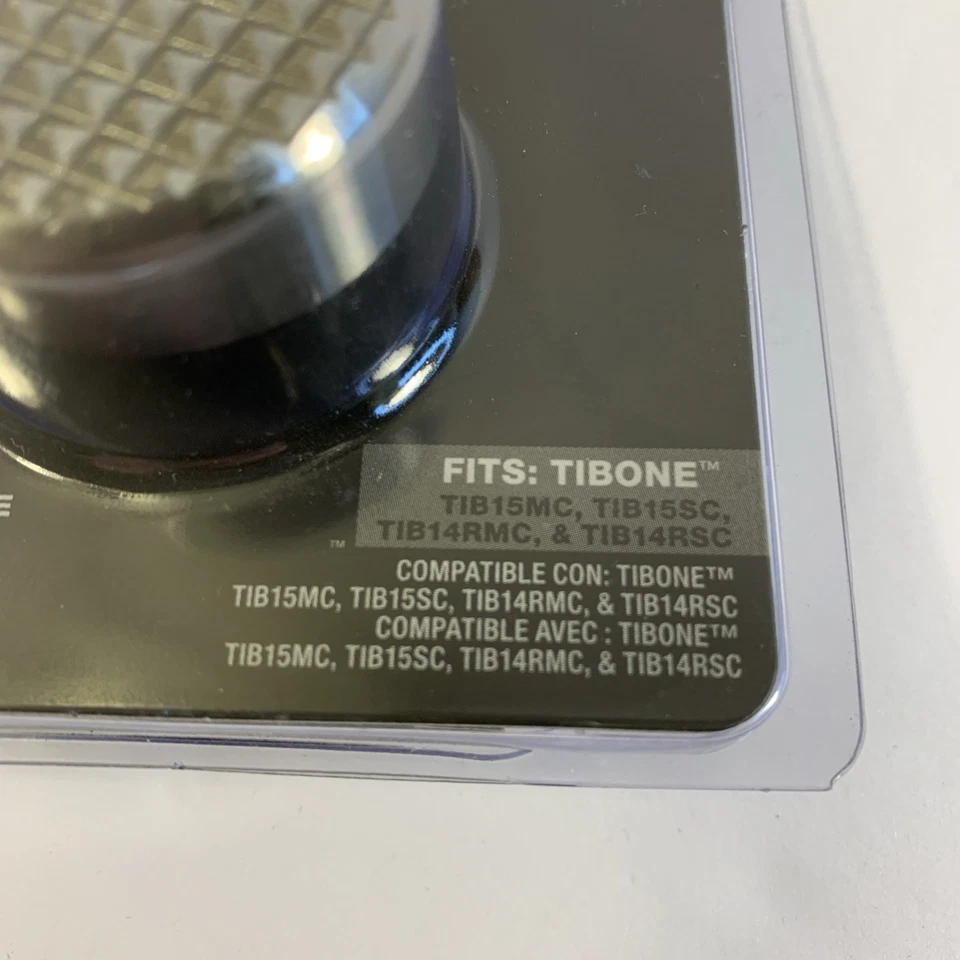 FITS: TIBONE™
TIB15MC, TIB15SC,
TIB14RMC, & TIB14RSC
™
COMPATIBLE CON: TIBONE™
TIB15MC, TIB15SC, TIB14RMC, & TIB14RSC
COMPATIBLE AVEC : TIBONE™
TIB15MC, TIB15SC, TIB14RMC, & TIB14RSC